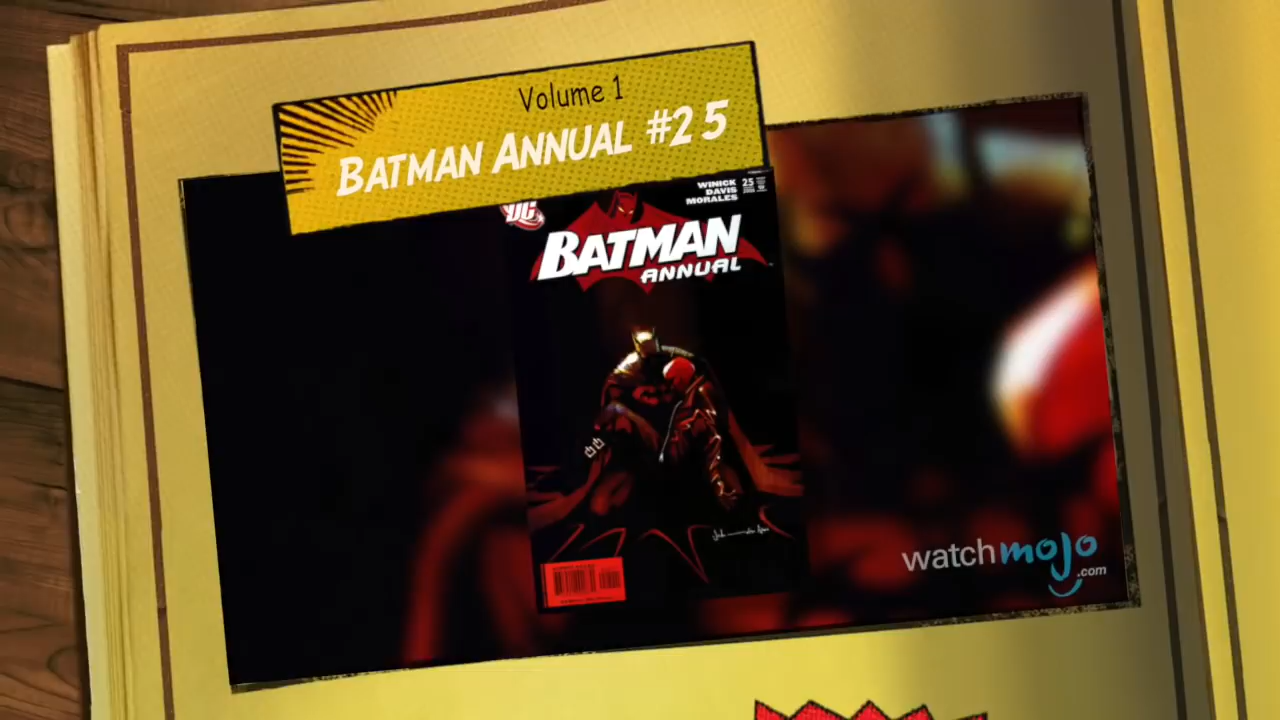 Volume 1
BATMAN ANNUAL #25
DC
WINICK
DAVIS
MORALES
25
BATMAN
ANNUAL
watchmojo
.com